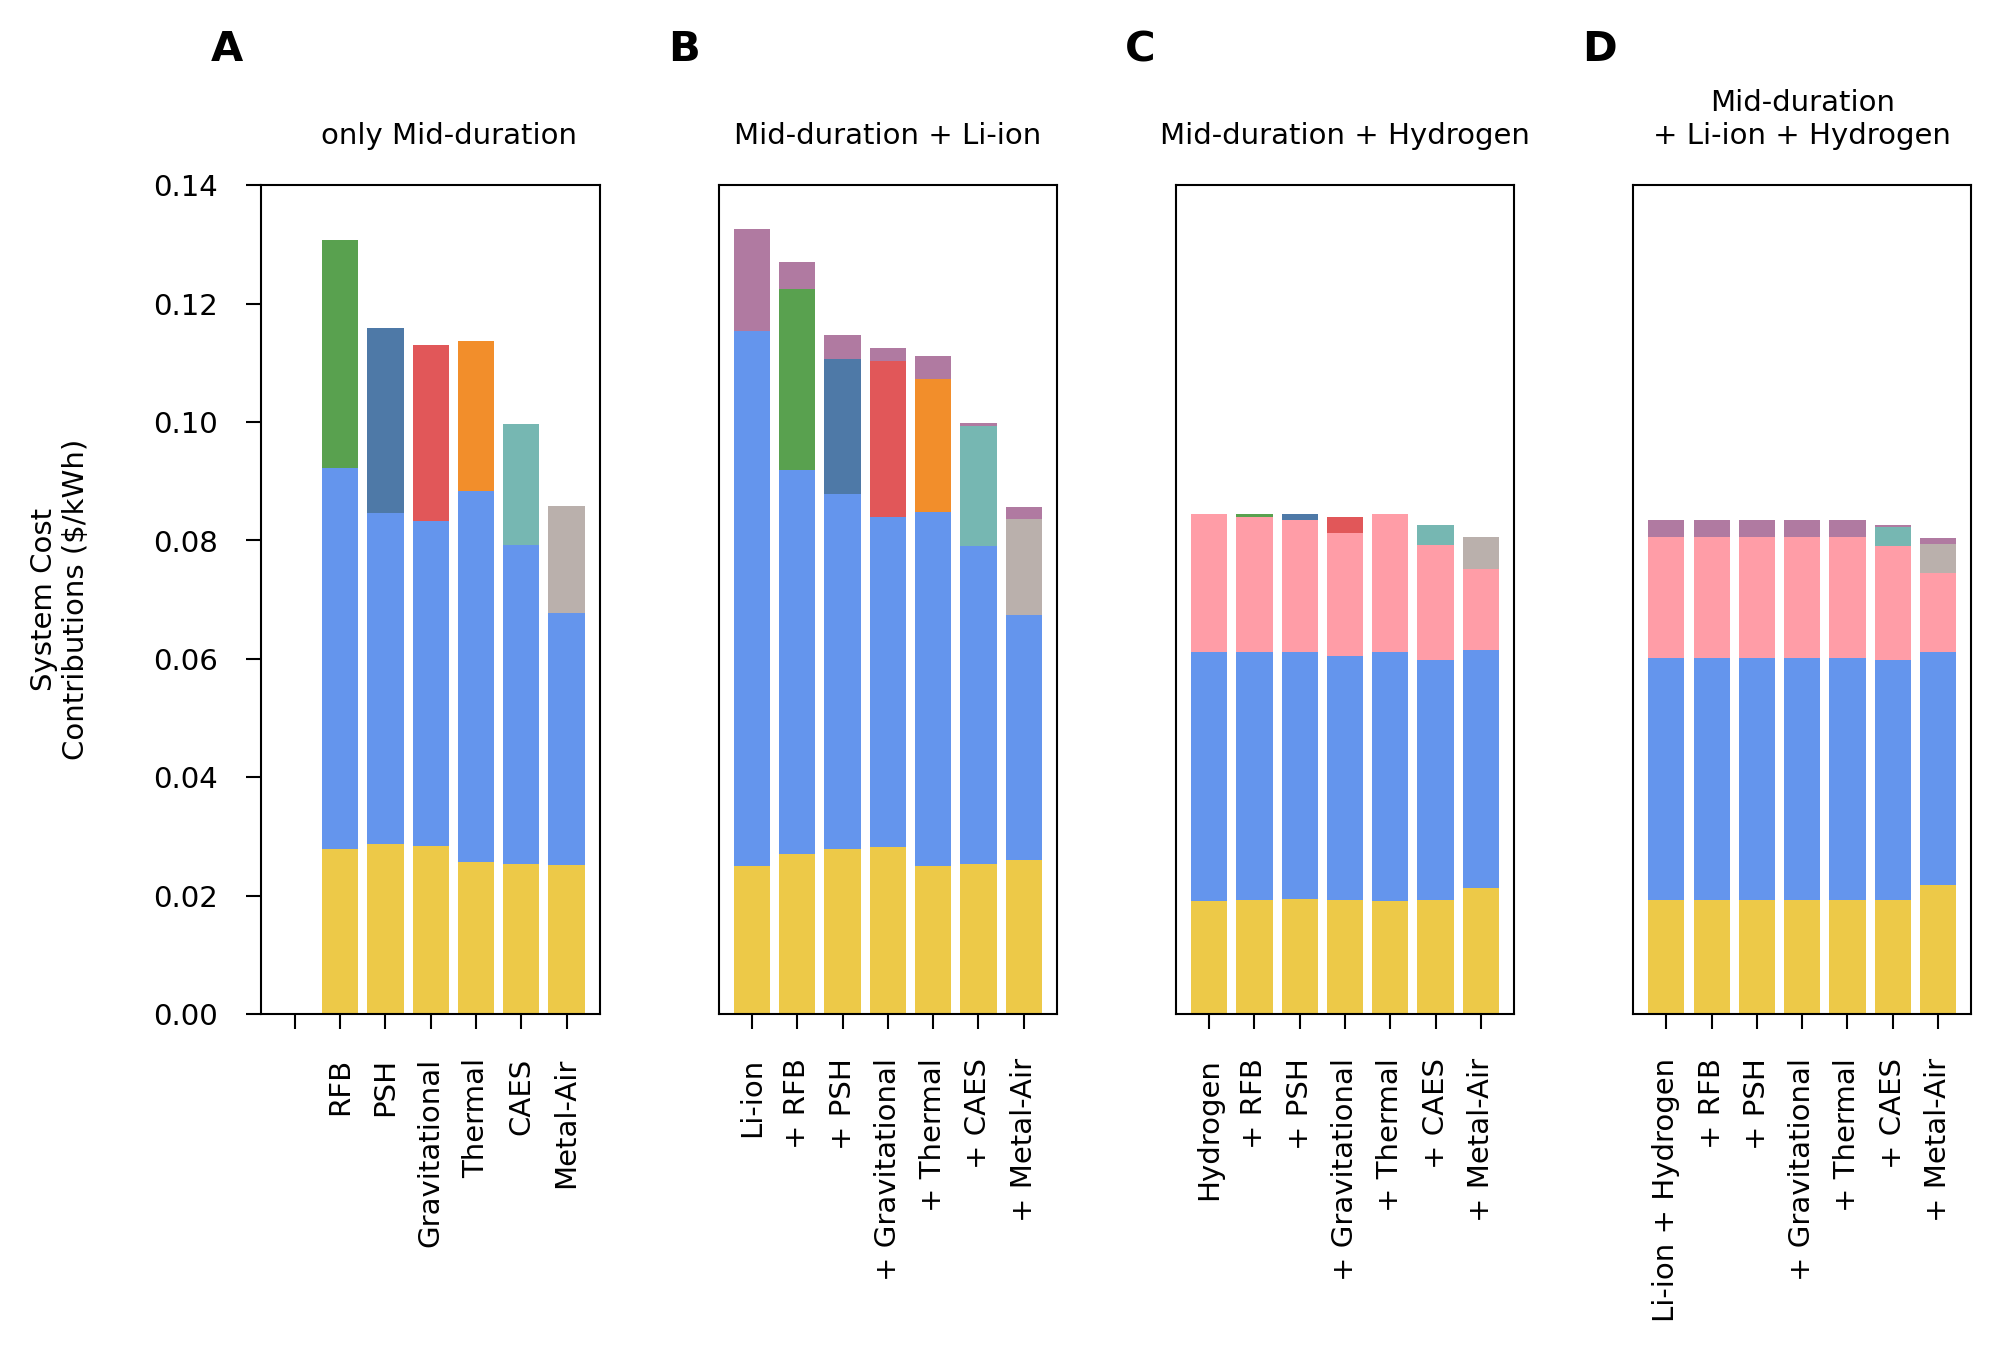 A
B
C
D
only Mid-duration
Mid-duration + Li-ion
Mid-duration + Hydrogen
Mid-duration
+ Li-ion + Hydrogen
System Cost
Contributions ($/kWh)
0.14
0.12
0.10
0.08
0.06
0.04
0.02
0.00
RFB
PSH
Gravitational
Thermal
CAES
Metal-Air
Li-ion
+ RFB
+ PSH
+ Gravitational
+ Thermal
+ CAES
+ Metal-Air
Hydrogen
+ RFB
+ PSH
+ Gravitational
+ Thermal
+ CAES
+ Metal-Air
Li-ion + Hydrogen
+ RFB
+ PSH
+ Gravitational
+ Thermal
+ CAES
+ Metal-Air